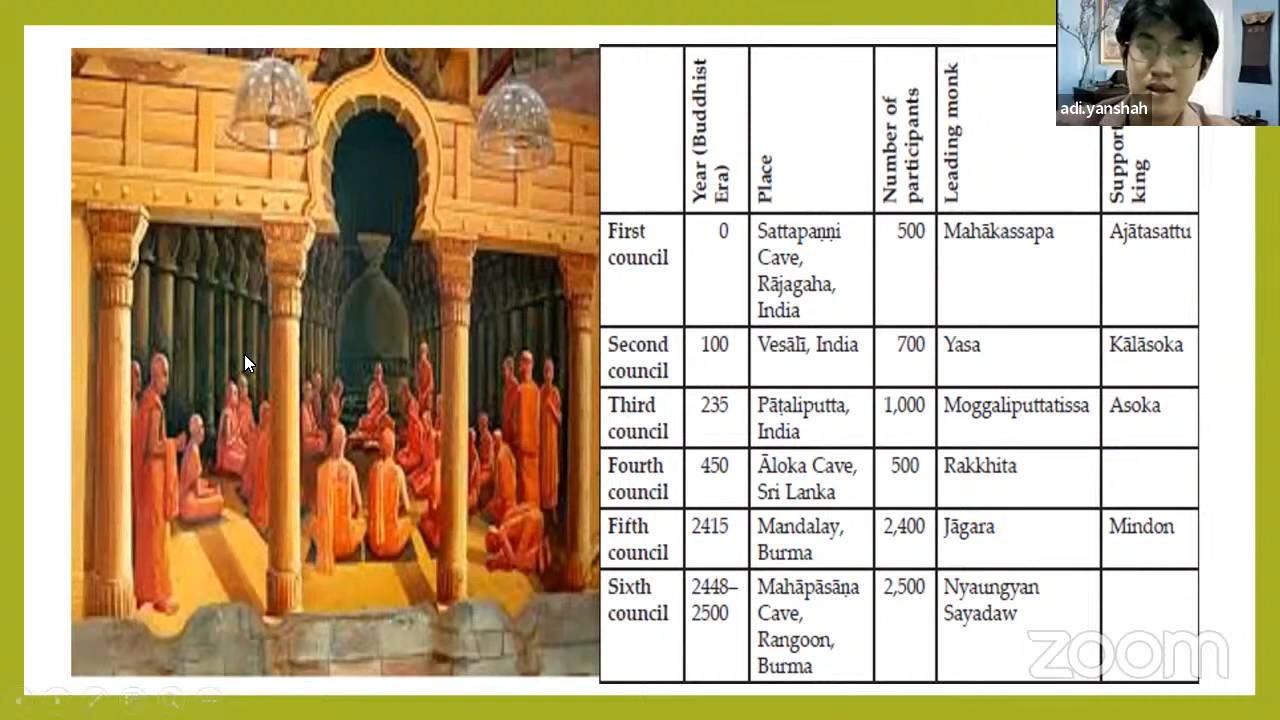 adi.yanshah
Year (Buddhist
Era)
Place
Number of
participants
Leading monk
Support
king
First
council
0
Sattapaṇṇi
Cave,
Rājagaha,
India
500
Mahākassapa
Ajātasattu
Second
council
100
Vesālī, India
700
Yasa
Kālāsoka
Third
council
235
Pāṭaliputta,
India
1,000
Moggaliputtatissa
Asoka
Fourth
council
450
Āloka Cave,
Sri Lanka
500
Rakkhita
Fifth
council
2415
Mandalay,
Burma
2,400
Jāgara
Mindon
Sixth
council
2448–
2500
Mahāpāsāṇa
Cave,
Rangoon,
Burma
2,500
Nyaungyan
Sayadaw
zoom